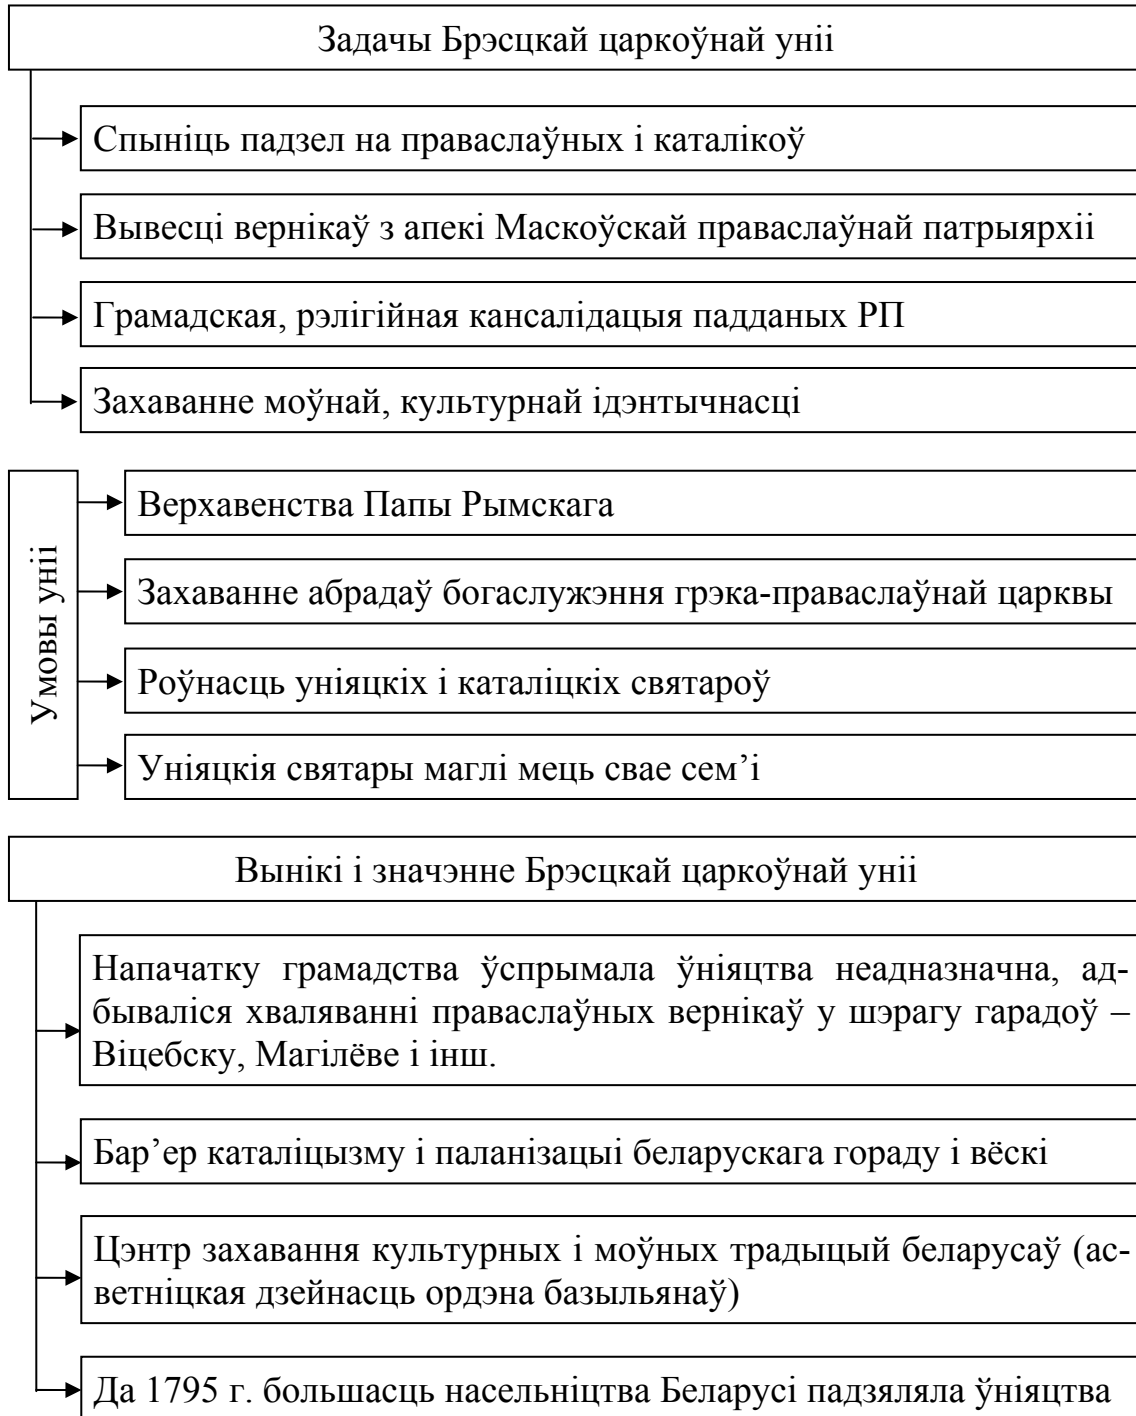 Задачы Брэсцкай царкоўнай уніі
Спыніць падзел на праваслаўных і каталікоў
Вывесці вернікаў з апекі Маскоўскай праваслаўнай патрыярхіі
Грамадская, рэлігійная кансалідацыя падданых РП
Захаванне моўнай, культурнай ідэнтычнасці
Умовы уніі
Верхавенства Папы Рымскага
Захаванне абрадаў богаслужэння грэка-праваслаўнай царквы
Роўнасць уніяцкіх і каталіцкіх святароў
Уніяцкія святары маглі мець свае сем’і
Вынікі і значэнне Брэсцкай царкоўнай уніі
Напачатку грамадства ўспрымала ўніяцтва неадназначна, ад-
бываліся хваляванні праваслаўных вернікаў у шэрагу гарадоў –
Віцебску, Магілёве і інш.
Бар’ер каталіцызму і паланізацыі беларускага гораду і вёскі
Цэнтр захавання культурных і моўных традыцый беларусаў (ас-
ветніцкая дзейнасць ордэна базыльянаў)
Да 1795 г. большасць насельніцтва Беларусі падзяляла ўніяцтва